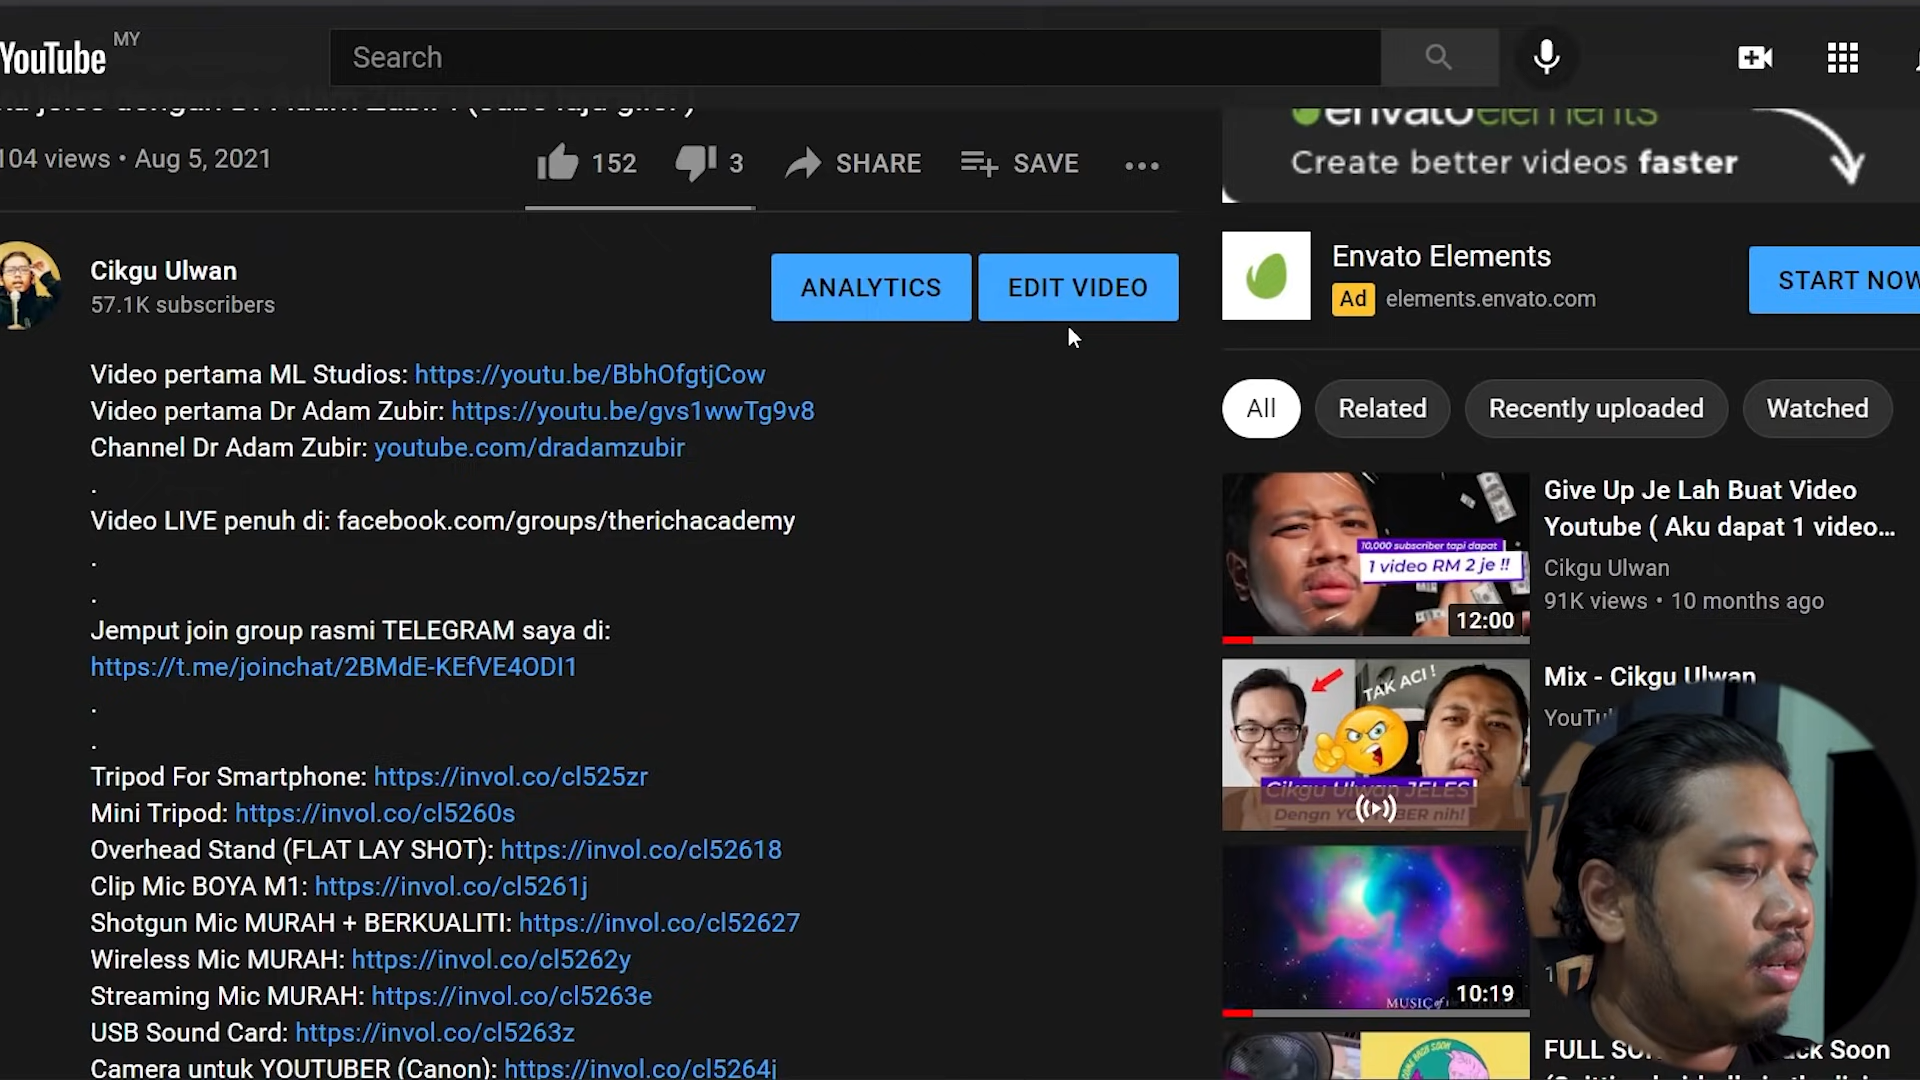 YouTube MY
Search
104 views • Aug 5, 2021
152
3
SHARE
SAVE
Cikgu Ulwan
57.1K subscribers
ANALYTICS
EDIT VIDEO
Video pertama ML Studios: https://youtu.be/BbhOfgtjCow
Video pertama Dr Adam Zubir: https://youtu.be/gvs1wwTg9v8
Channel Dr Adam Zubir: youtube.com/dradamzubir
.
Video LIVE penuh di: facebook.com/groups/therichacademy
.
.
Jemput join group rasmi TELEGRAM saya di:
https://t.me/joinchat/2BMdE-KEfVE4ODI1
.
.
Tripod For Smartphone: https://invol.co/cl525zr
Mini Tripod: https://invol.co/cl5260s
Overhead Stand (FLAT LAY SHOT): https://invol.co/cl52618
Clip Mic BOYA M1: https://invol.co/cl5261j
Shotgun Mic MURAH + BERKUALITI: https://invol.co/cl52627
Wireless Mic MURAH: https://invol.co/cl5262y
Streaming Mic MURAH: https://invol.co/cl5263e
USB Sound Card: https://invol.co/cl5263z
Camera untuk YOUTUBER (Canon): https://invol.co/cl5264j
envatoelements
Create better videos faster
Envato Elements
Ad elements.envato.com
START NOW
All
Related
Recently uploaded
Watched
10,000 subscriber tapi dapat
1 video RM 2 je !!
12:00
Give Up Je Lah Buat Video
Youtube ( Aku dapat 1 video...
Cikgu Ulwan
91K views • 10 months ago
TAK ACI !
Cikgu Ulwan JELES
Mix - Cikgu Ulwan
MUSIC of
10:19
FULL
ck Soon